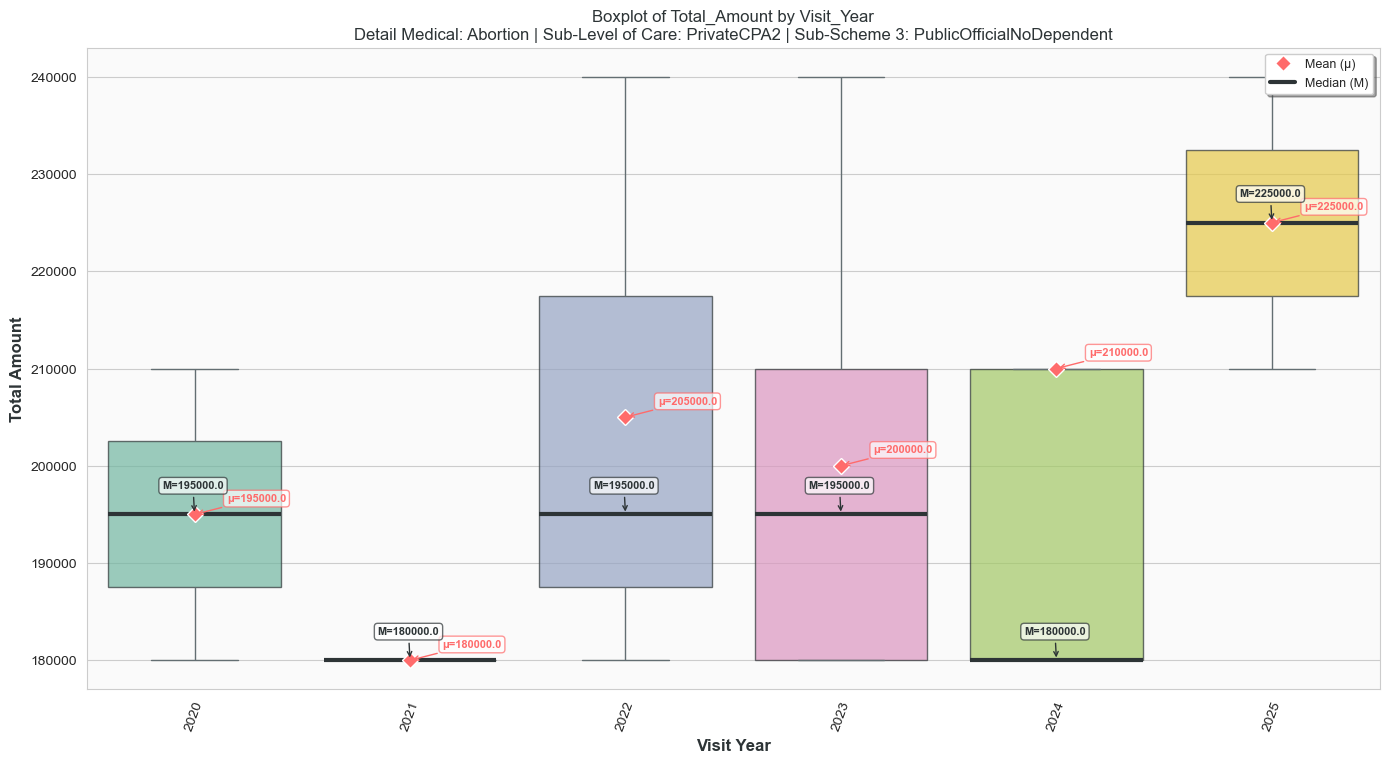 Boxplot of Total_Amount by Visit_Year
Detail Medical: Abortion | Sub-Level of Care: PrivateCPA2 | Sub-Scheme 3: PublicOfficialNoDependent
Mean (μ)
Median (M)
Total Amount
240000
230000
220000
210000
200000
190000
180000
M=195000.0
μ=195000.0
M=180000.0
μ=180000.0
μ=205000.0
M=195000.0
μ=200000.0
M=195000.0
μ=210000.0
M=180000.0
M=225000.0
μ=225000.0
2020
2021
2022
2023
2024
2025
Visit Year